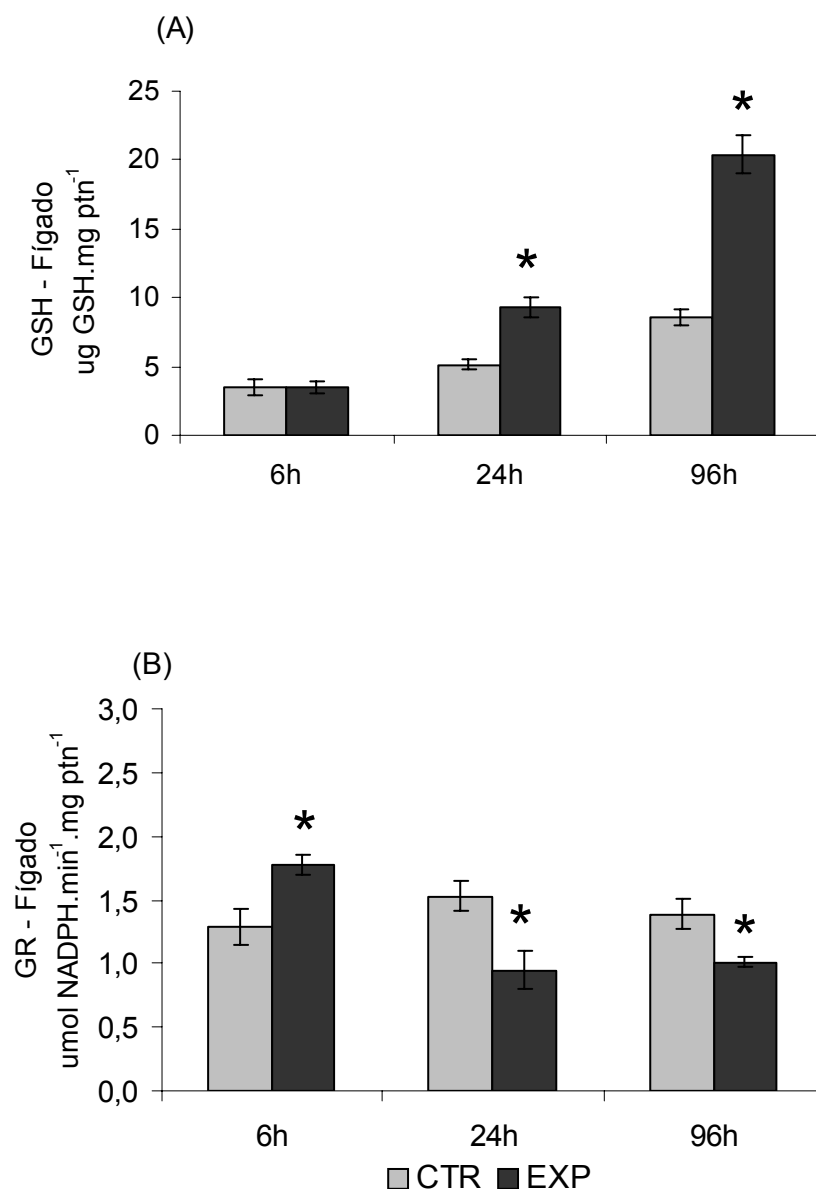 (A)
25
20
15
10
5
0
GSH - Fígado
ug GSH.mg ptn-1
*
*
6h
24h
96h
(B)
3,0
2,5
2,0
1,5
1,0
0,5
0,0
GR - Fígado
umol NADPH.min-1.mg ptn-1
*
*
*
6h
24h
96h
CTR EXP